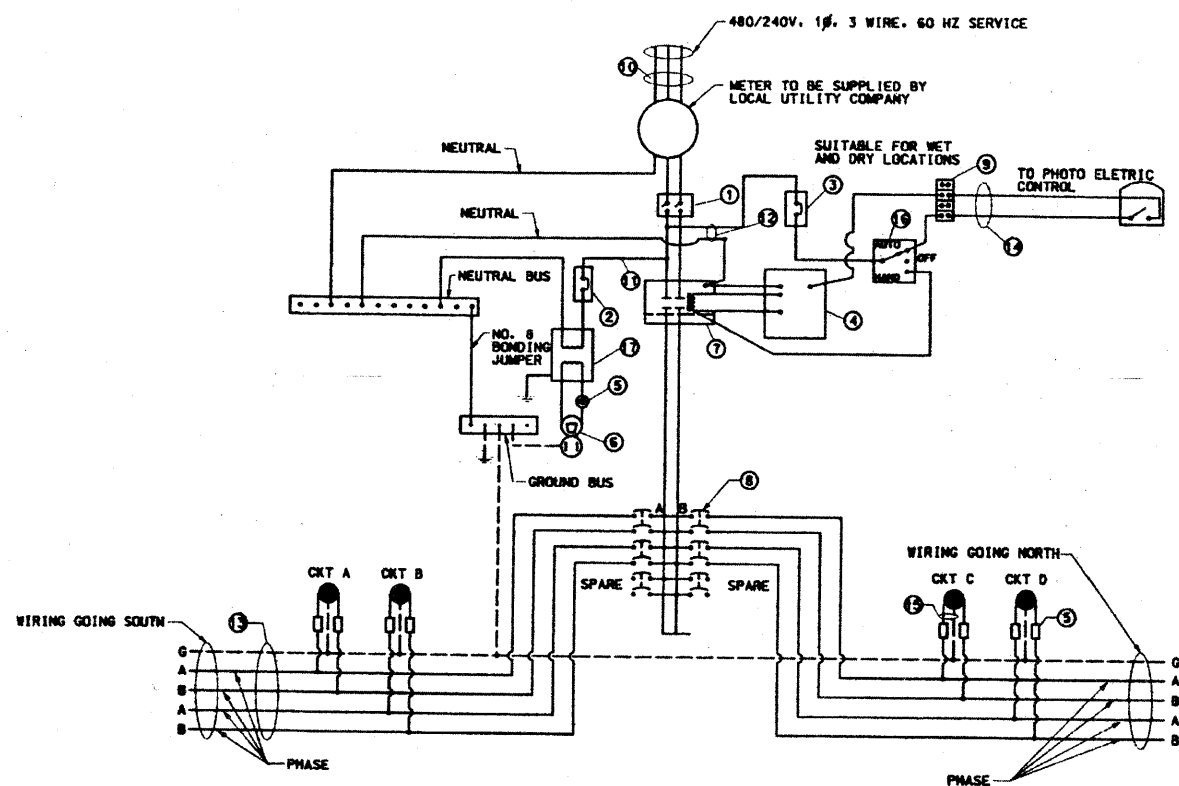 480/240V. 1Ø. 3 WIRE. 60 HZ SERVICE
10
METER TO BE SUPPLIED BY
LOCAL UTILITY COMPANY
NEUTRAL
SUITABLE FOR WET
AND DRY LOCATIONS
9
TO PHOTO ELETRIC
CONTROL
1
3
NEUTRAL
12
16
14
AUTO
OFF
HAND
NEUTRAL BUS
11
2
4
7
NO. 8
BONDING
JUMPER
17
5
6
GROUND BUS
8
A B
WIRING GOING NORTH
CKT A CKT B
SPARE SPARE
CKT C CKT D
15
5
WIRING GOING SOUTH
13
G
A
B
A
B
G
A
B
A
B
PHASE
PHASE